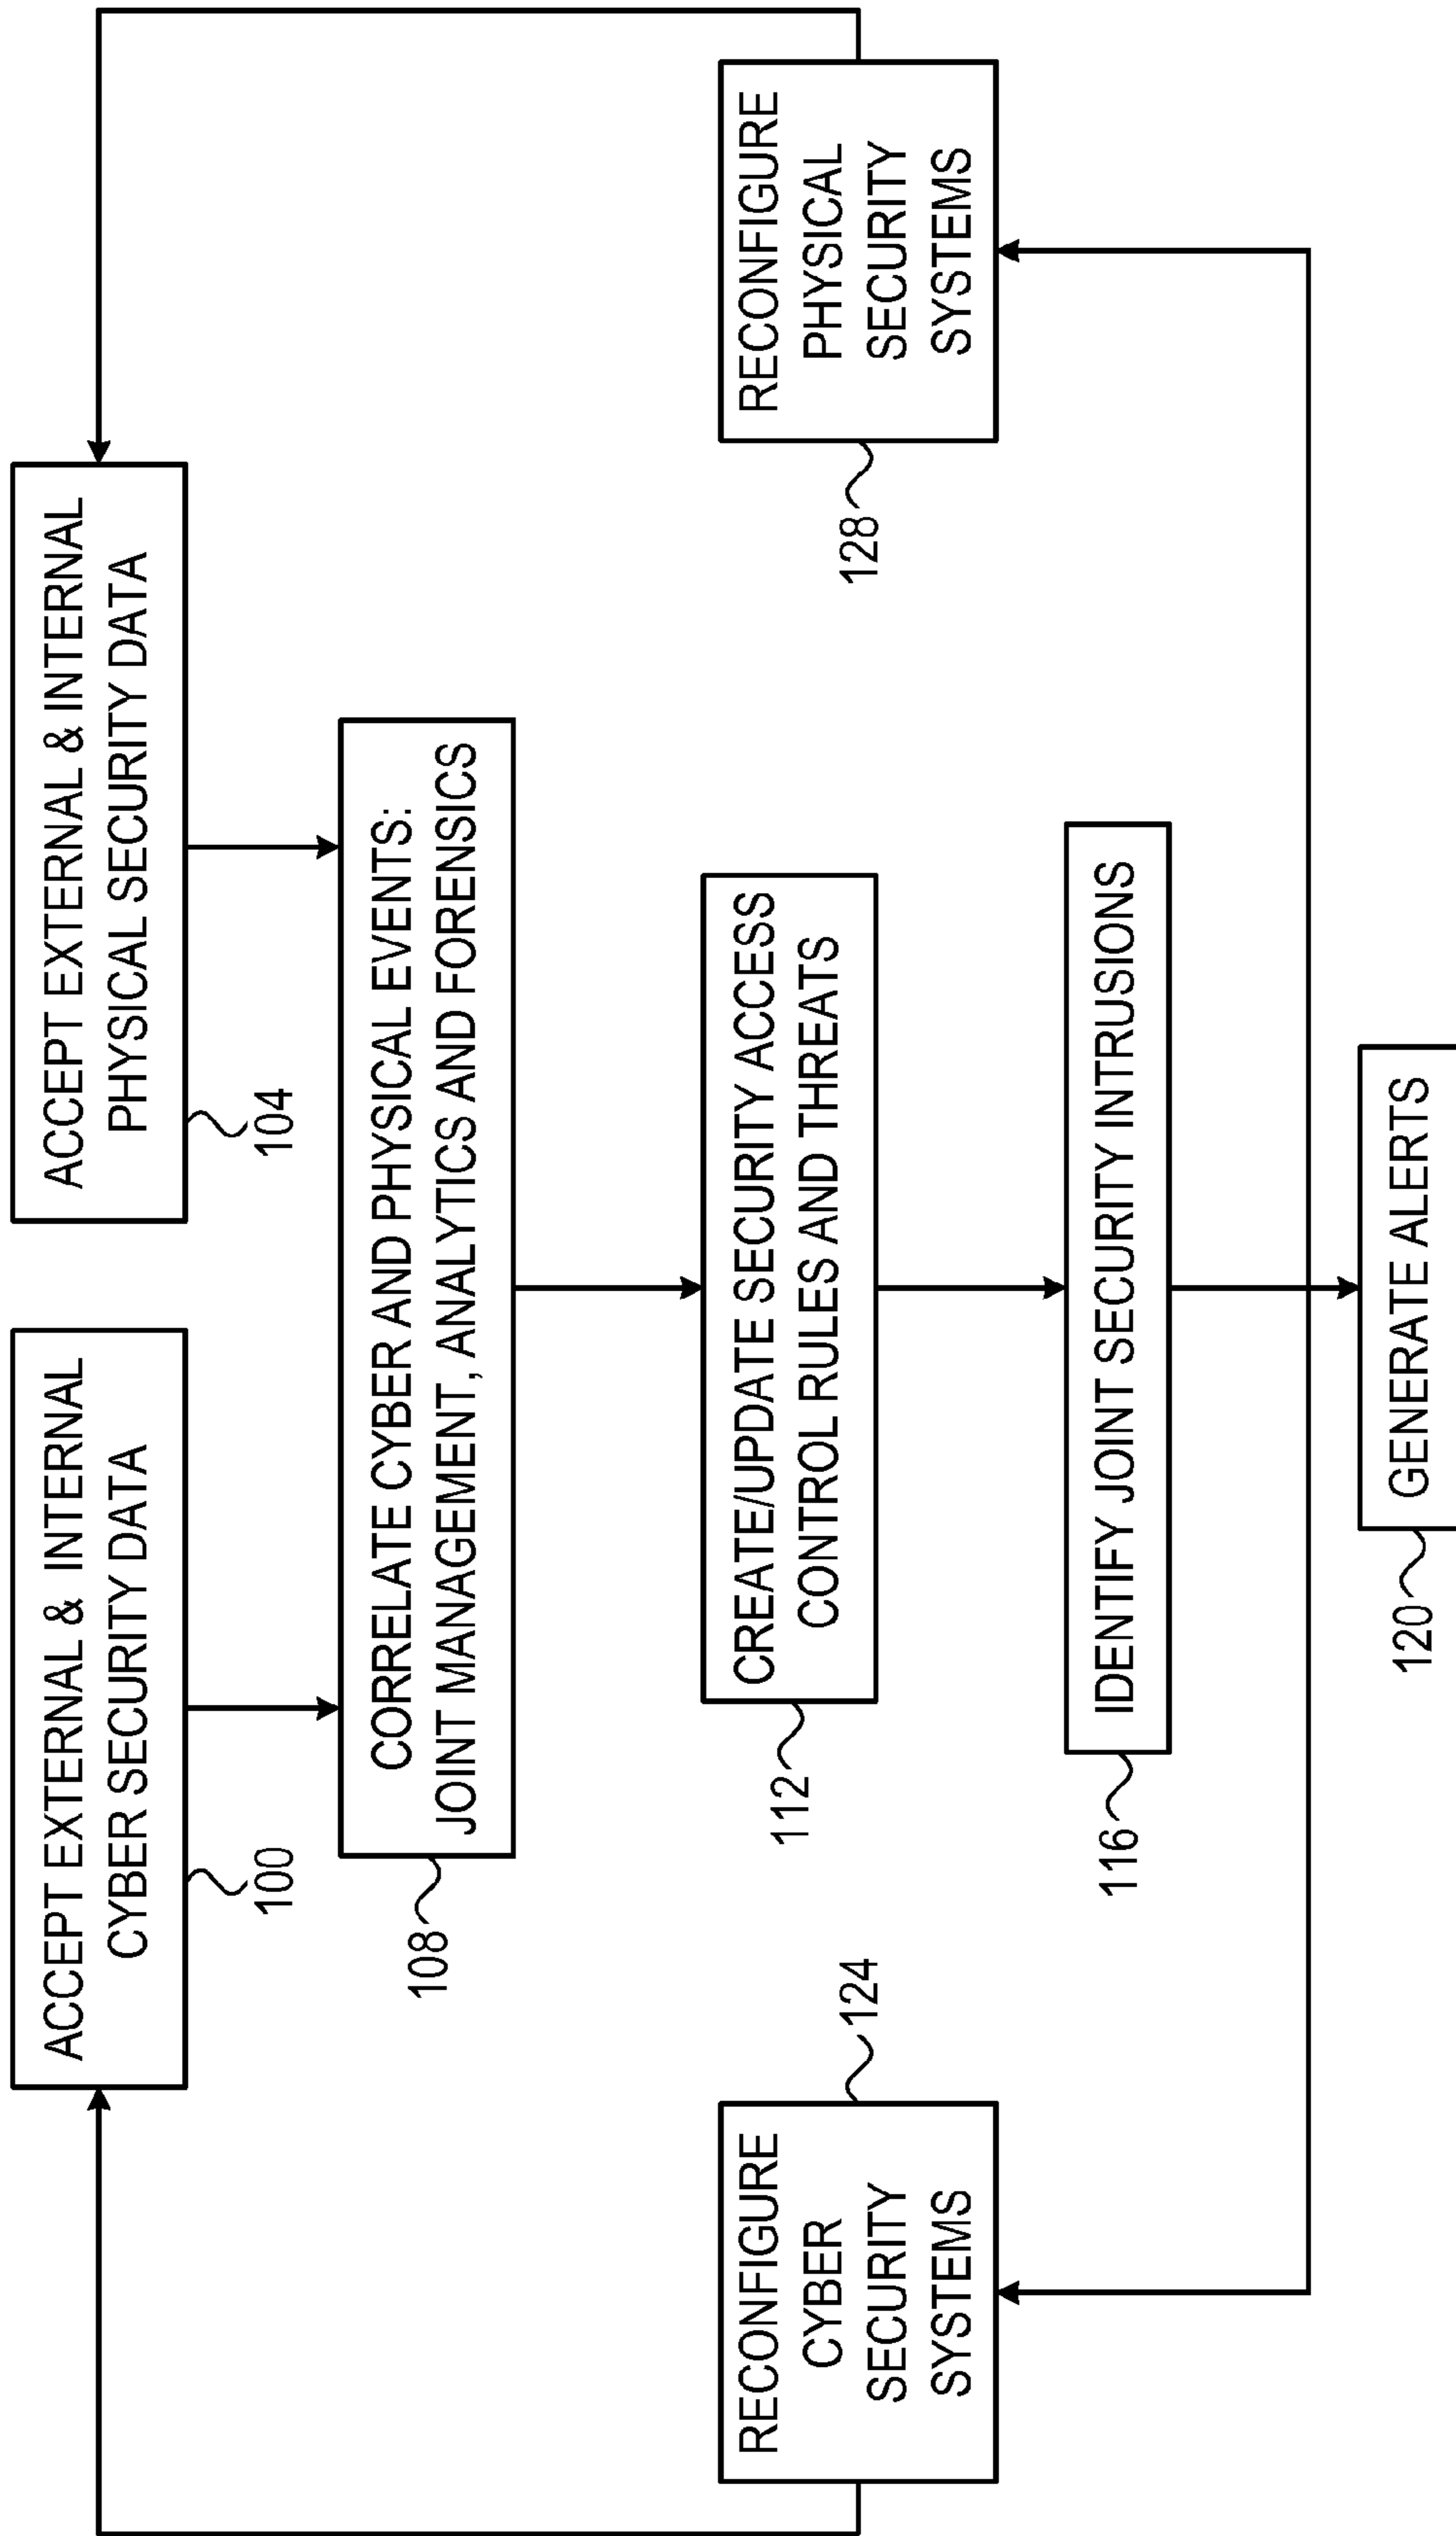 ACCEPT EXTERNAL & INTERNAL
CYBER SECURITY DATA
100
ACCEPT EXTERNAL & INTERNAL
PHYSICAL SECURITY DATA
104
CORRELATE CYBER AND PHYSICAL EVENTS:
JOINT MANAGEMENT, ANALYTICS AND FORENSICS
108
RECONFIGURE
CYBER
SECURITY
SYSTEMS
124
CREATE/UPDATE SECURITY ACCESS
CONTROL RULES AND THREATS
112
RECONFIGURE
PHYSICAL
SECURITY
SYSTEMS
128
IDENTIFY JOINT SECURITY INTRUSIONS
116
GENERATE ALERTS
120